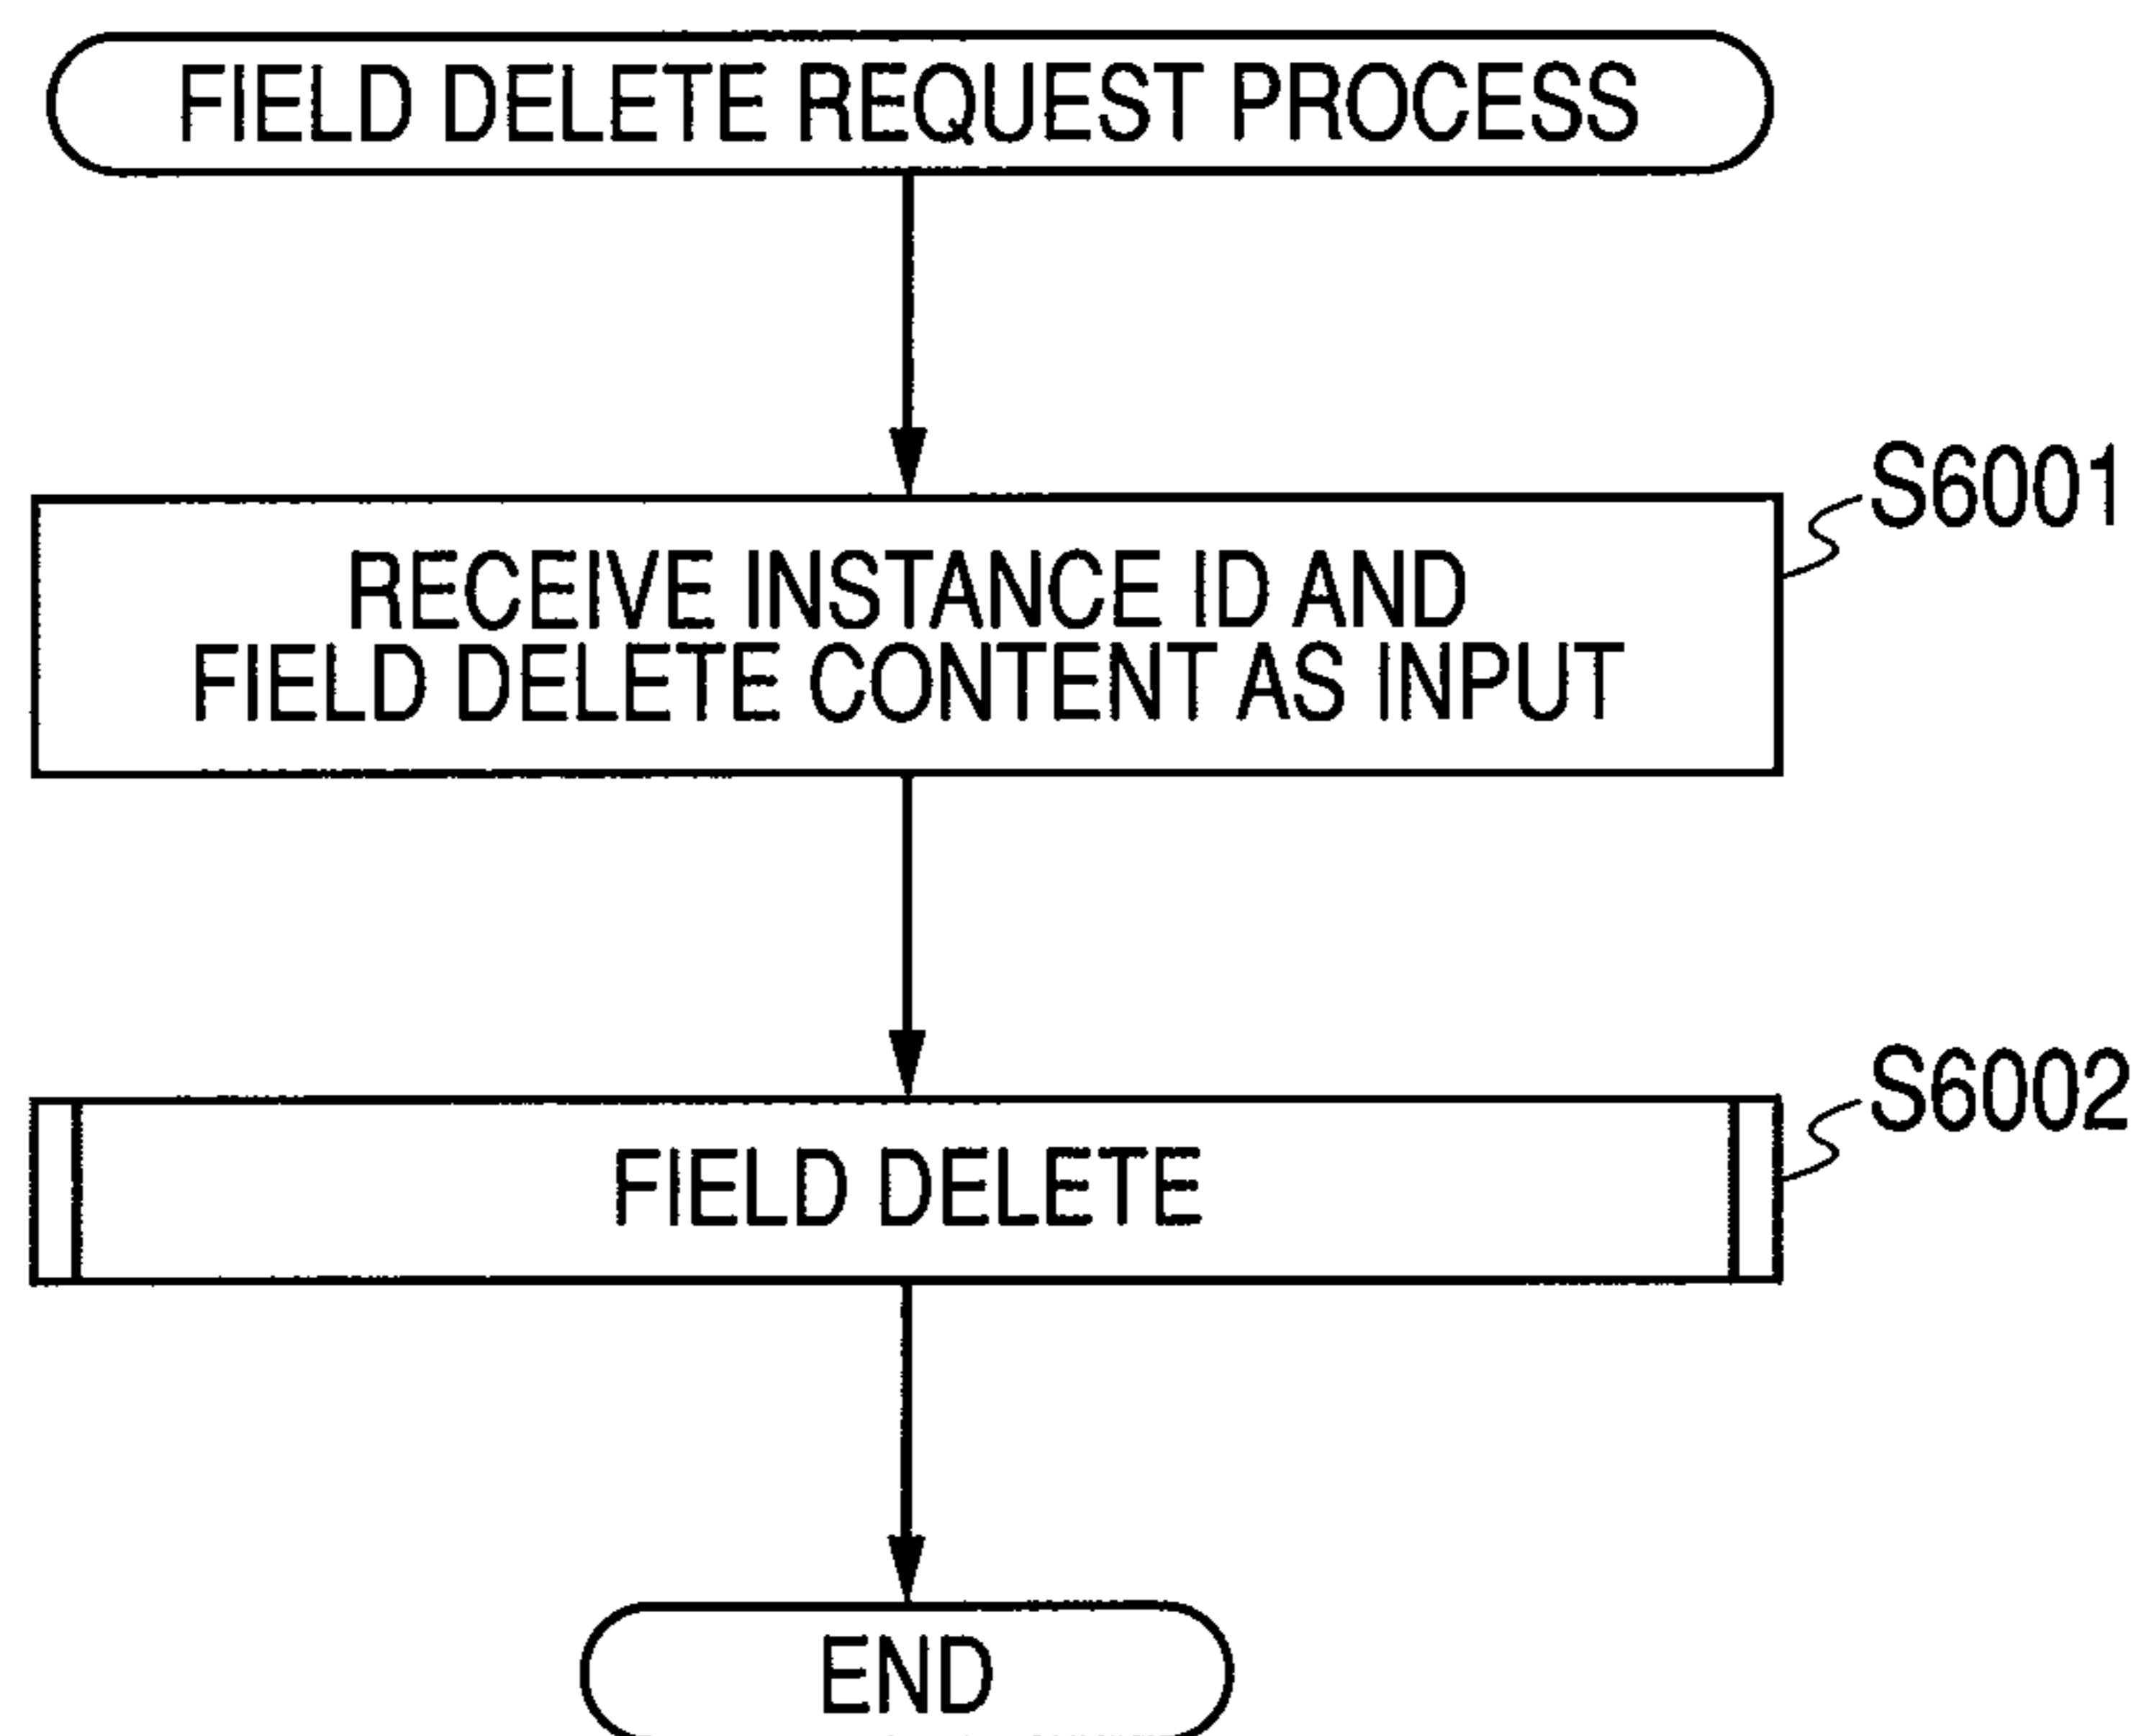 FIELD DELETE REQUEST PROCESS
S6001
RECEIVE INSTANCE ID AND
FIELD DELETE CONTENT AS INPUT
S6002
FIELD DELETE
END